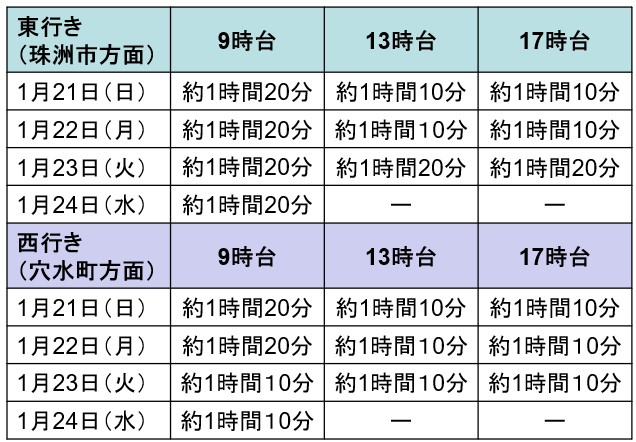 東行き
（珠洲市方面） 9時台 13時台 17時台
1月21日（日） 約1時間20分 約1時間10分 約1時間10分
1月22日（月） 約1時間20分 約1時間10分 約1時間10分
1月23日（火） 約1時間20分 約1時間20分 約1時間20分
1月24日（水） 約1時間20分 ― ―
西行き
（穴水町方面） 9時台 13時台 17時台
1月21日（日） 約1時間20分 約1時間10分 約1時間10分
1月22日（月） 約1時間20分 約1時間10分 約1時間10分
1月23日（火） 約1時間10分 約1時間10分 約1時間10分
1月24日（水） 約1時間10分 ― ―